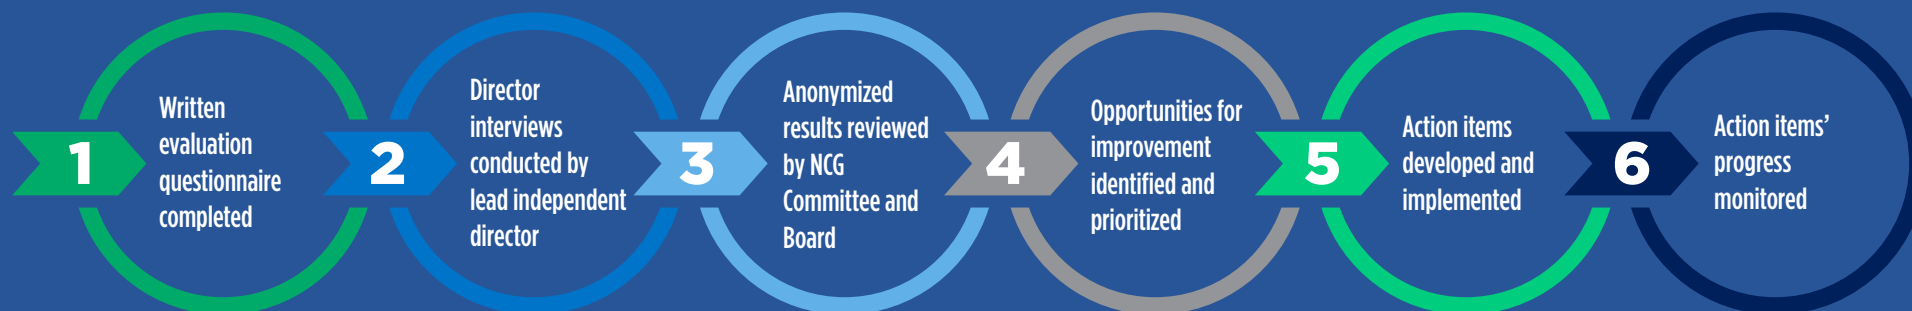 1
Written
evaluation
questionnaire
completed
2
Director
interviews
conducted by
lead independent
director
3
Anonymized
results reviewed
by NCG
Committee and
Board
4
Opportunities for
improvement
identified and
prioritized
5
Action items
developed and
implemented
6
Action items’
progress
monitored